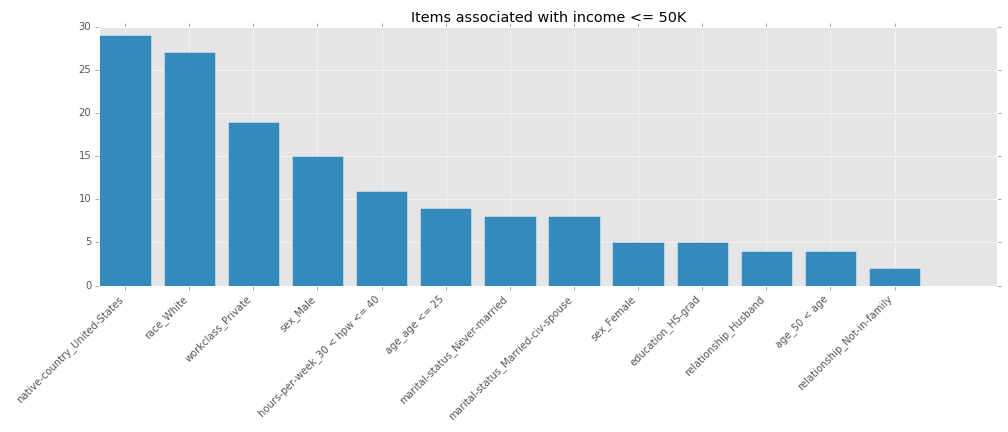 Items associated with income <= 50K
30
25
20
15
10
5
0
native-country_United-States
race_White
workclass_Private
sex_Male
hours-per-week_30 < hpw <= 40
age_age <= 25
marital-status_Never-married
marital-status_Married-civ-spouse
sex_Female
education_HS-grad
relationship_Husband
age_50 < age
relationship_Not-in-family